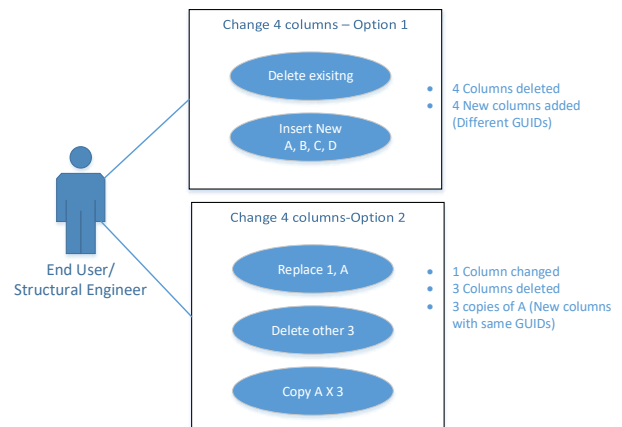 Change 4 columns – Option 1
Delete exisitng
Insert New
A, B, C, D
• 4 Columns deleted
• 4 New columns added
(Different GUIDs)
End User/
Structural Engineer
Change 4 columns-Option 2
Replace 1, A
Delete other 3
Copy A X 3
• 1 Column changed
• 3 Columns deleted
• 3 copies of A (New columns
with same GUIDs)